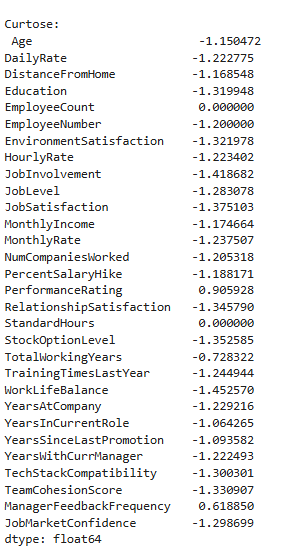 Curtose:
Age -1.150472
DailyRate -1.222775
DistanceFromHome -1.168548
Education -1.319948
EmployeeCount 0.000000
EmployeeNumber -1.200000
EnvironmentSatisfaction -1.321978
HourlyRate -1.223402
JobInvolvement -1.418682
JobLevel -1.283078
JobSatisfaction -1.375103
MonthlyIncome -1.174664
MonthlyRate -1.237507
NumCompaniesWorked -1.205318
PercentSalaryHike -1.188171
PerformanceRating 0.905928
RelationshipSatisfaction -1.345790
StandardHours 0.000000
StockOptionLevel -1.352585
TotalWorkingYears -0.728322
TrainingTimesLastYear -1.244944
WorkLifeBalance -1.452570
YearsAtCompany -1.229216
YearsInCurrentRole -1.064265
YearsSinceLastPromotion -1.093582
YearsWithCurrManager -1.222493
TechStackCompatibility -1.300301
TeamCohesionScore -1.330907
ManagerFeedbackFrequency 0.618850
JobMarketConfidence -1.298699
dtype: float64